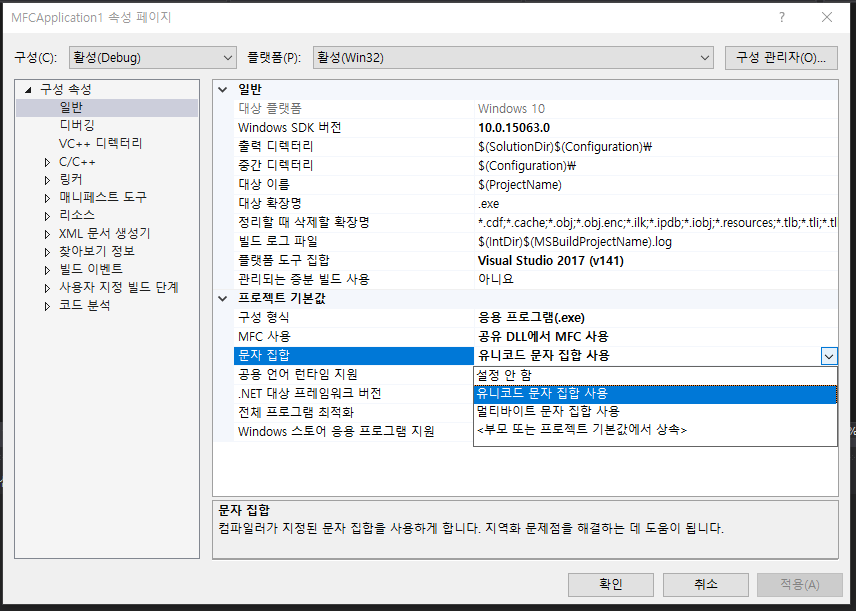 MFCApplication1 속성 페이지
?
구성(C): 활성(Debug) 플랫폼(P): 활성(Win32) 구성 관리자(O)...
구성 속성
일반
디버깅
VC++ 디렉터리
C/C++
링커
매니페스트 도구
리소스
XML 문서 생성기
찾아보기 정보
빌드 이벤트
사용자 지정 빌드 단계
코드 분석
일반
대상 플랫폼 Windows 10
Windows SDK 버전 10.0.15063.0
출력 디렉터리 $(SolutionDir)$(Configuration)₩
중간 디렉터리 $(Configuration)₩
대상 이름 $(ProjectName)
대상 확장명 .exe
정리할 때 삭제할 확장명 *.cdf;*.cache;*.obj;*.obj.enc;*.ilk;*.ipdb;*.iobj;*.resources;*.tlb;*.tli;*.tl
빌드 로그 파일 $(IntDir)$(MSBuildProjectName).log
플랫폼 도구 집합 Visual Studio 2017 (v141)
관리되는 증분 빌드 사용 아니요
프로젝트 기본값
구성 형식 응용 프로그램(.exe)
MFC 사용 공유 DLL에서 MFC 사용
문자 집합 유니코드 문자 집합 사용
공용 언어 런타임 지원 설정 안 함
.NET 대상 프레임워크 버전 유니코드 문자 집합 사용
전체 프로그램 최적화 멀티바이트 문자 집합 사용
Windows 스토어 응용 프로그램 지원 <부모 또는 프로젝트 기본값에서 상속>
문자 집합
컴파일러가 지정된 문자 집합을 사용하게 합니다. 지역화 문제점을 해결하는 데 도움이 됩니다.
확인 취소 적용(A)